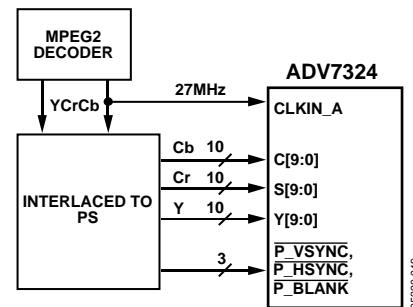 MPEG2
DECODER
YCrCb
27MHz
ADV7324
CLKIN_A
INTERLACED TO
PS
Cb 10
C[9:0]
Cr 10
S[9:0]
Y 10
Y[9:0]
3
P_VSYNC,
P_HSYNC,
P_BLANK